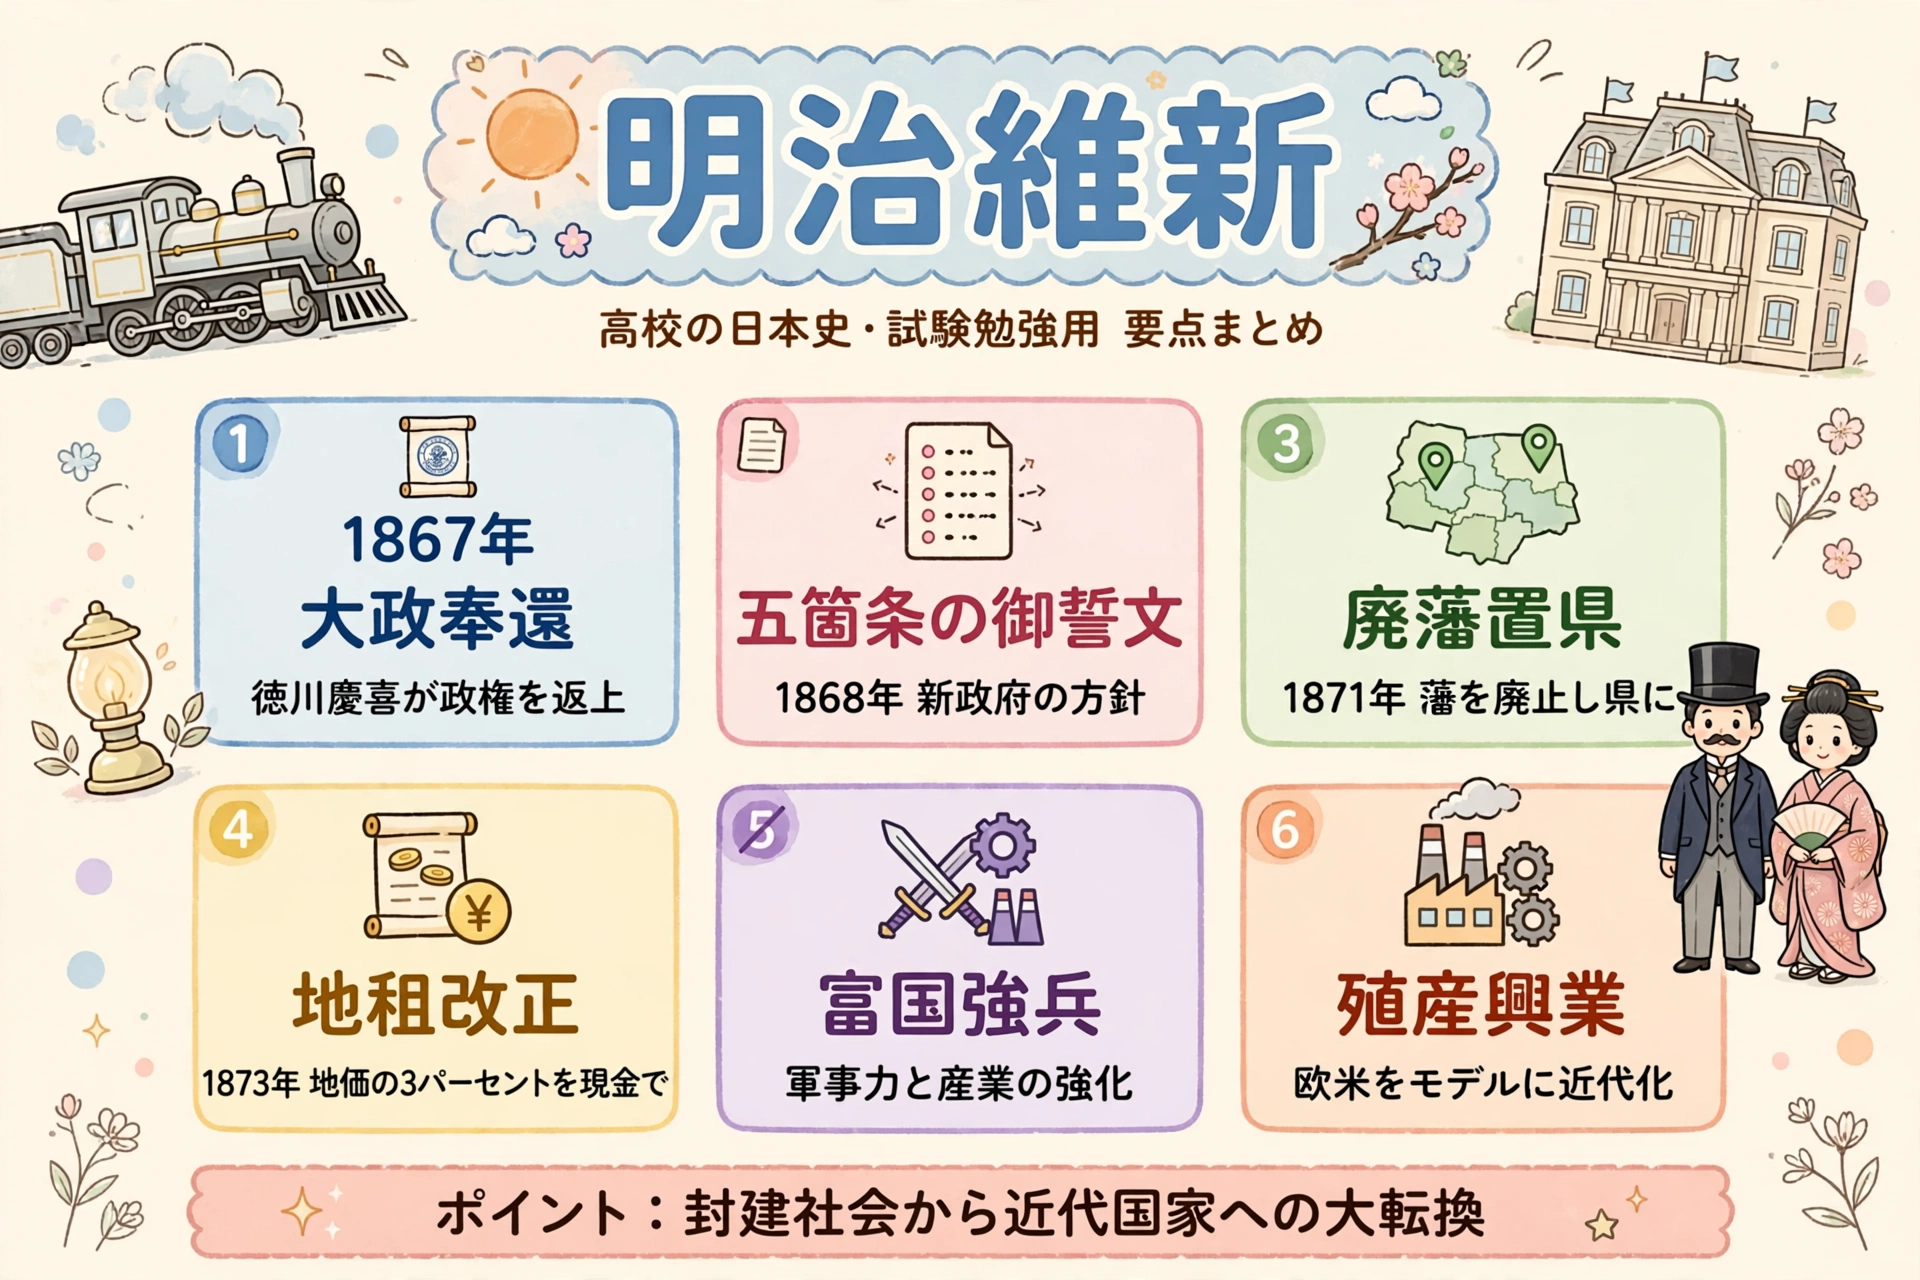 明治維新
高校の日本史・試験勉強用 要点まとめ
1
1867年
大政奉還
徳川慶喜が政権を返上
五箇条の御誓文
1868年 新政府の方針
3
廃藩置県
1871年 藩を廃止し県に
4
¥
地租改正
1873年 地価の3パーセントを現金で
5
富国強兵
軍事力と産業の強化
6
殖産興業
欧米をモデルに近代化
ポイント：封建社会から近代国家への大転換